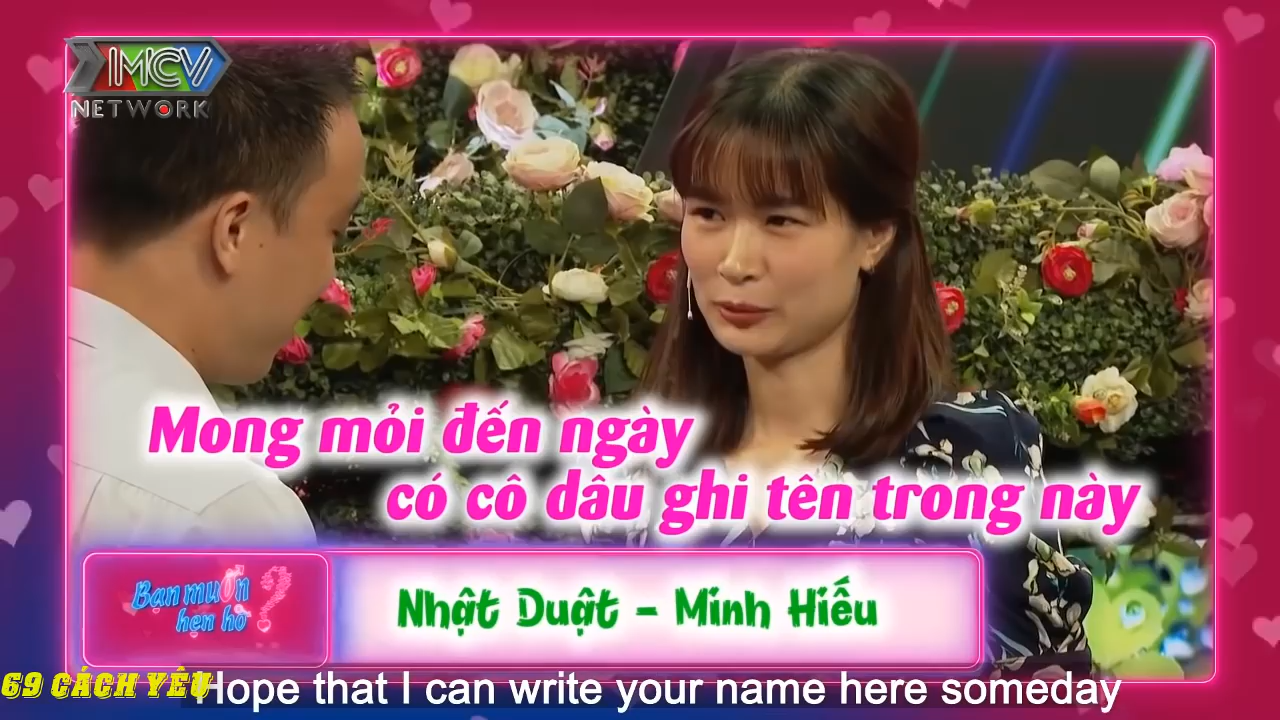 MCV
NETWORK
Mong mỏi đến ngày
có cô dâu ghi tên trong này
Bạn muốn
hẹn hò?
Nhật Duật - Minh Hiếu
69 CÁCH YÊU
Hope that I can write your name here someday